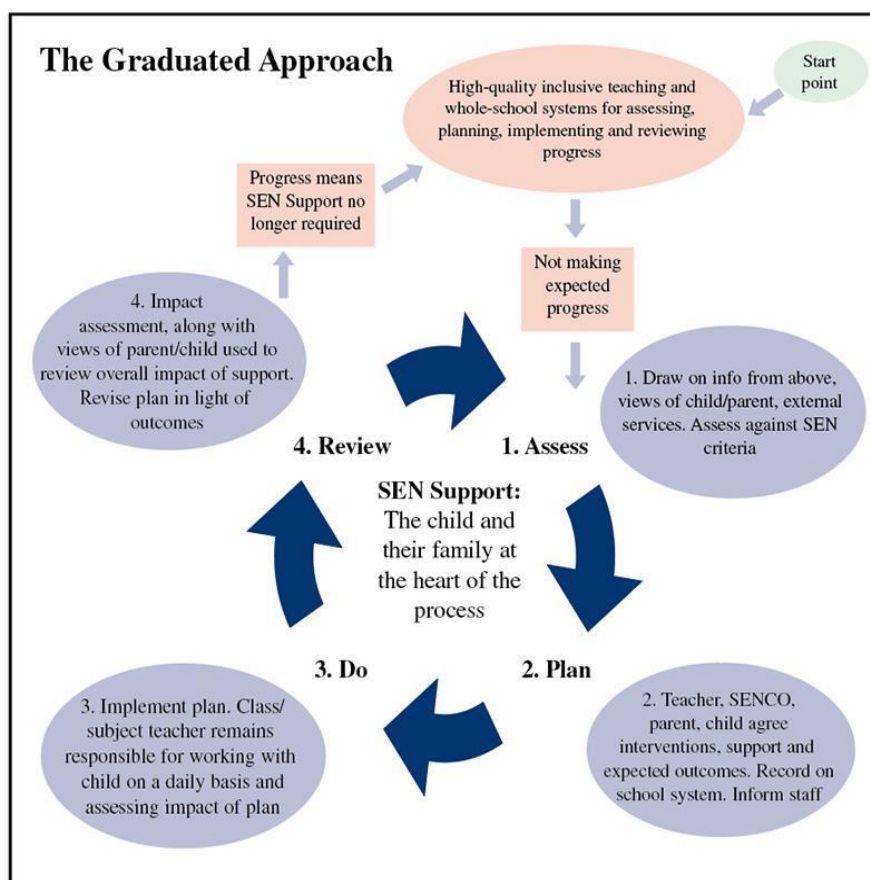 The Graduated Approach
Start
point
High-quality inclusive teaching and
whole-school systems for assessing,
planning, implementing and reviewing
progress
Progress means
SEN Support no
longer required
Not making
expected
progress
4. Impact
assessment, along with
views of parent/child used to
review overall impact of support.
Revise plan in light of
outcomes
1. Draw on info from above,
views of child/parent, external
services. Assess against SEN
criteria
4. Review
1. Assess
SEN Support:
The child and
their family at
the heart of the
process
3. Do
2. Plan
3. Implement plan. Class/
subject teacher remains
responsible for working with
child on a daily basis and
assessing impact of plan
2. Teacher, SENCO,
parent, child agree
interventions, support and
expected outcomes. Record on
school system. Inform staff